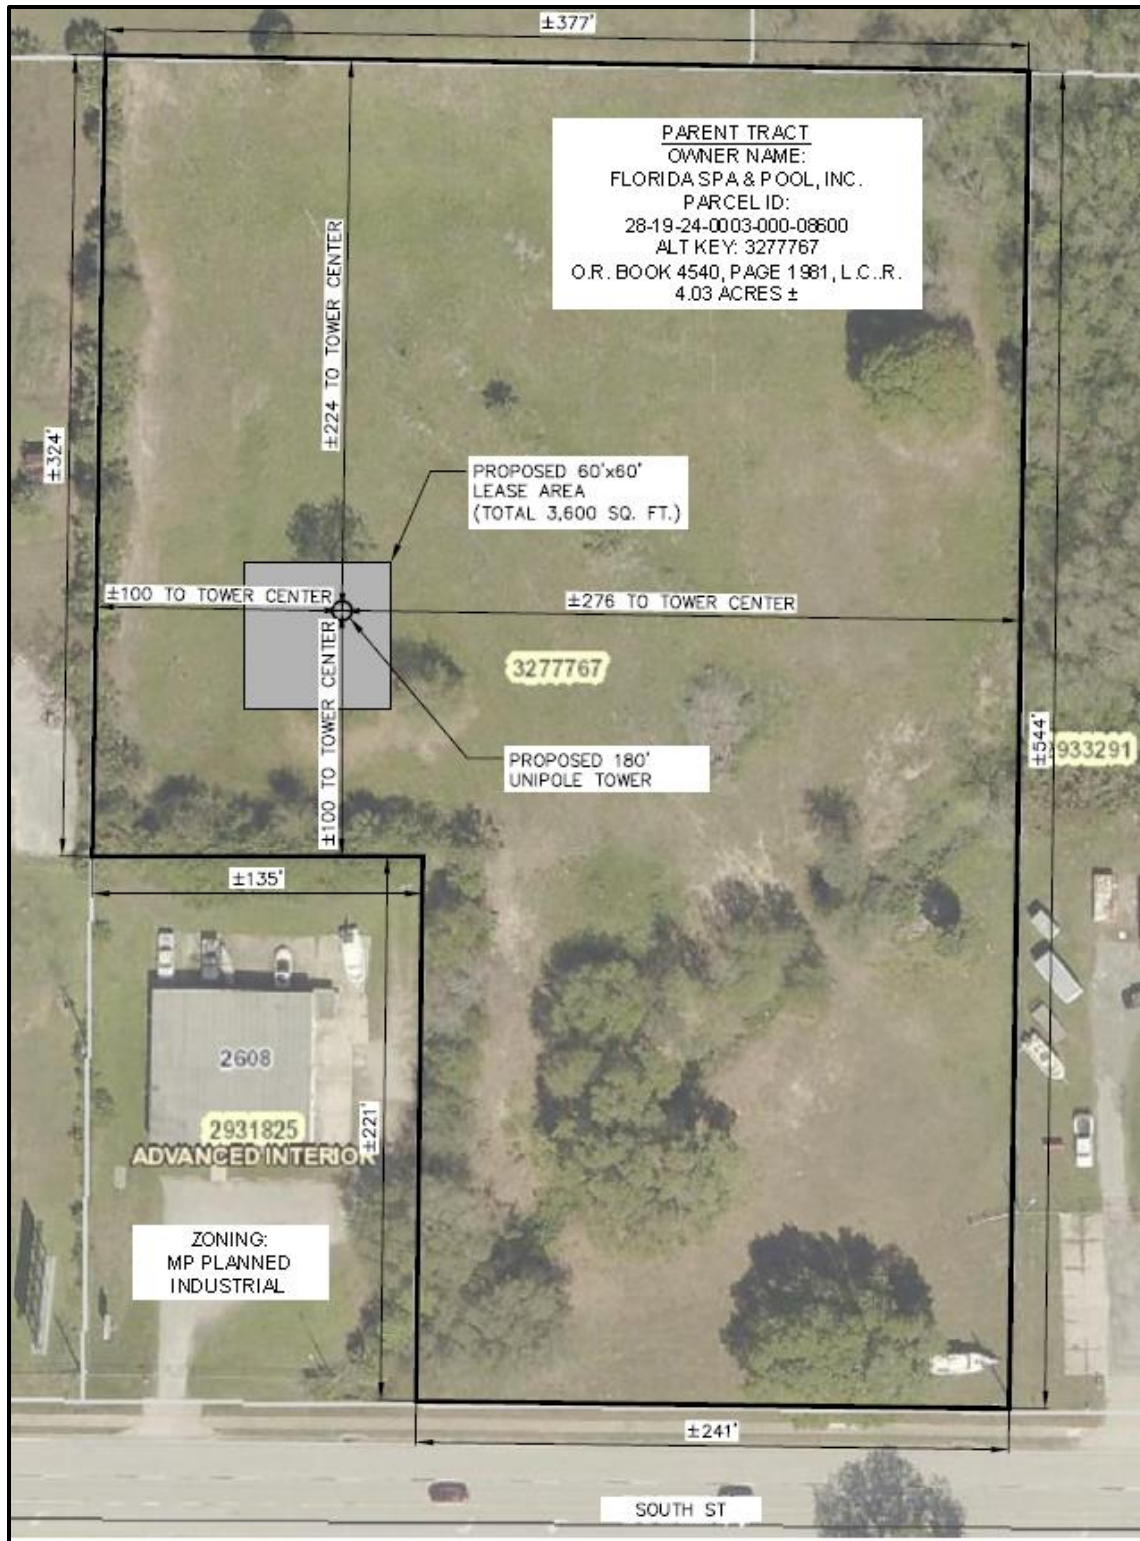 ±377'
PARENT TRACT
OWNER NAME:
FLORIDA SPA & POOL, INC.
PARCEL ID:
28-19-24-0003-000-08600
ALT KEY: 3277767
O.R. BOOK 4540, PAGE 1981, L.C..R.
4.03 ACRES ±
±224 TO TOWER CENTER
±324'
PROPOSED 60'x60'
LEASE AREA
(TOTAL 3,600 SQ. FT.)
±100 TO TOWER CENTER
±276 TO TOWER CENTER
±100 TO TOWER CENTER
3277767
±544'
933291
PROPOSED 180'
UNIPOLE TOWER
±135'
2608
2931825
ADVANCED INTERIOR
±221'
ZONING:
MP PLANNED
INDUSTRIAL
±241'
SOUTH ST